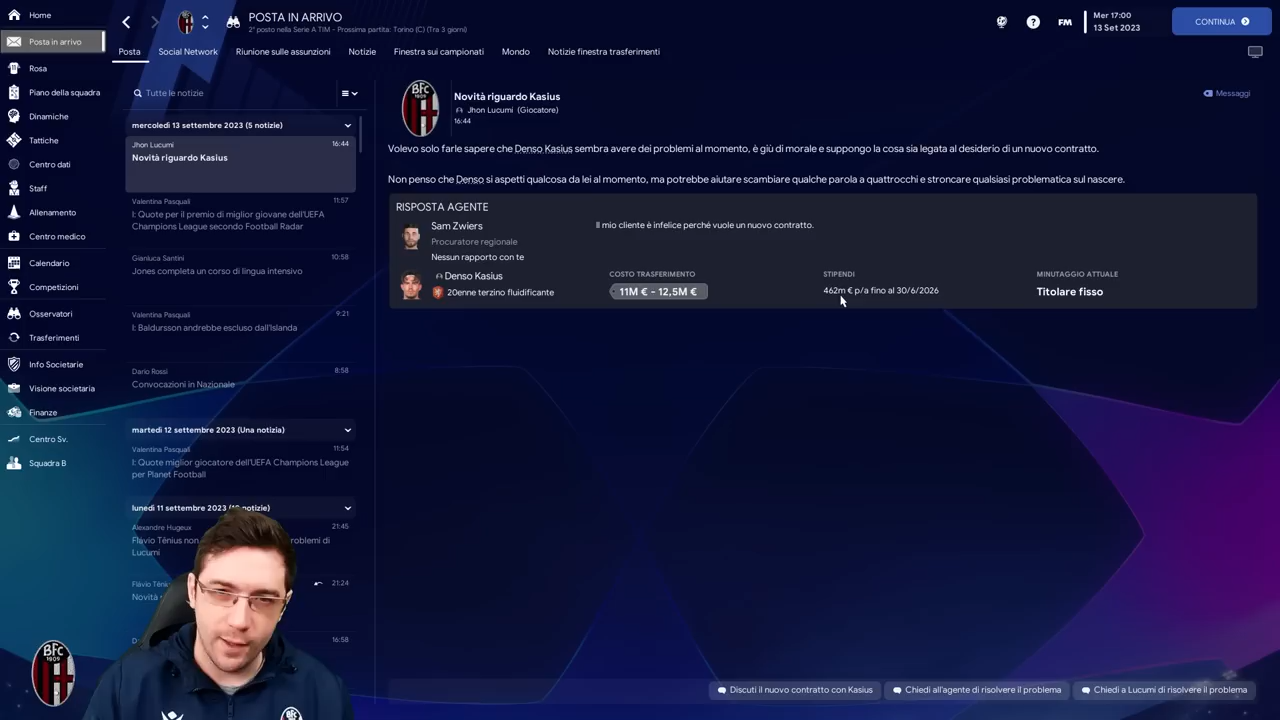 Home
Posta in arrivo
Rosa
Piano della squadra
Dinamiche
Tattiche
Centro dati
Staff
Allenamento
Centro medico
Calendario
Competizioni
Osservatori
Trasferimenti
Info Societarie
Visione societaria
Finanze
Centro Sv.
Squadra B
POSTA IN ARRIVO
2° posto nella Serie A TIM - Prossima partita: Torino (C) (Tra 3 giorni)
FM
Mer 17:00
13 Set 2023
CONTINUA
Posta
Social Network
Riunione sulle assunzioni
Notizie
Finestra sui campionati
Mondo
Notizie finestra trasferimenti
Tutte le notizie
mercoledì 13 settembre 2023 (5 notizie)
Jhon Lucumi 16:44
Novità riguardo Kasius
Valentina Pasquali 11:57
I: Quote per il premio di miglior giovane dell'UEFA
Champions League secondo Football Radar
Gianluca Santini 10:58
Jones completa un corso di lingua intensivo
Valentina Pasquali 9:21
I: Baldursson andrebbe escluso dall'Islanda
Dario Rossi 8:58
Convocazioni in Nazionale
martedì 12 settembre 2023 (Una notizia)
Valentina Pasquali 11:54
I: Quote miglior giocatore dell'UEFA Champions League
per Planet Football
lunedì 11 settembre 2023 notizie)
Alexandre Hugeux 21:45
Flávio Tênius non roblemi di
Lucumi
Flávio 21:24
Novità
16:58
BFC
1909
Novità riguardo Kasius
Jhon Lucumi (Giocatore)
16:44
Messaggi
Volevo solo farle sapere che Denso Kasius sembra avere dei problemi al momento, è giù di morale e suppongo la cosa sia legata al desiderio di un nuovo contratto.
Non penso che Denso si aspetti qualcosa da lei al momento, ma potrebbe aiutare scambiare qualche parola a quattrocchi e stroncare qualsiasi problematica sul nascere.
RISPOSTA AGENTE
Sam Zwiers
Procuratore regionale
Nessun rapporto con te
Il mio cliente è infelice perché vuole un nuovo contratto.
Denso Kasius
20enne terzino fluidificante
COSTO TRASFERIMENTO
11M € - 12,5M €
STIPENDI
462m € p/a fino al 30/6/2026
MINUTAGGIO ATTUALE
Titolare fisso
Discuti il nuovo contratto con Kasius
Chiedi all'agente di risolvere il problema
Chiedi a Lucumi di risolvere il problema
BFC
1909